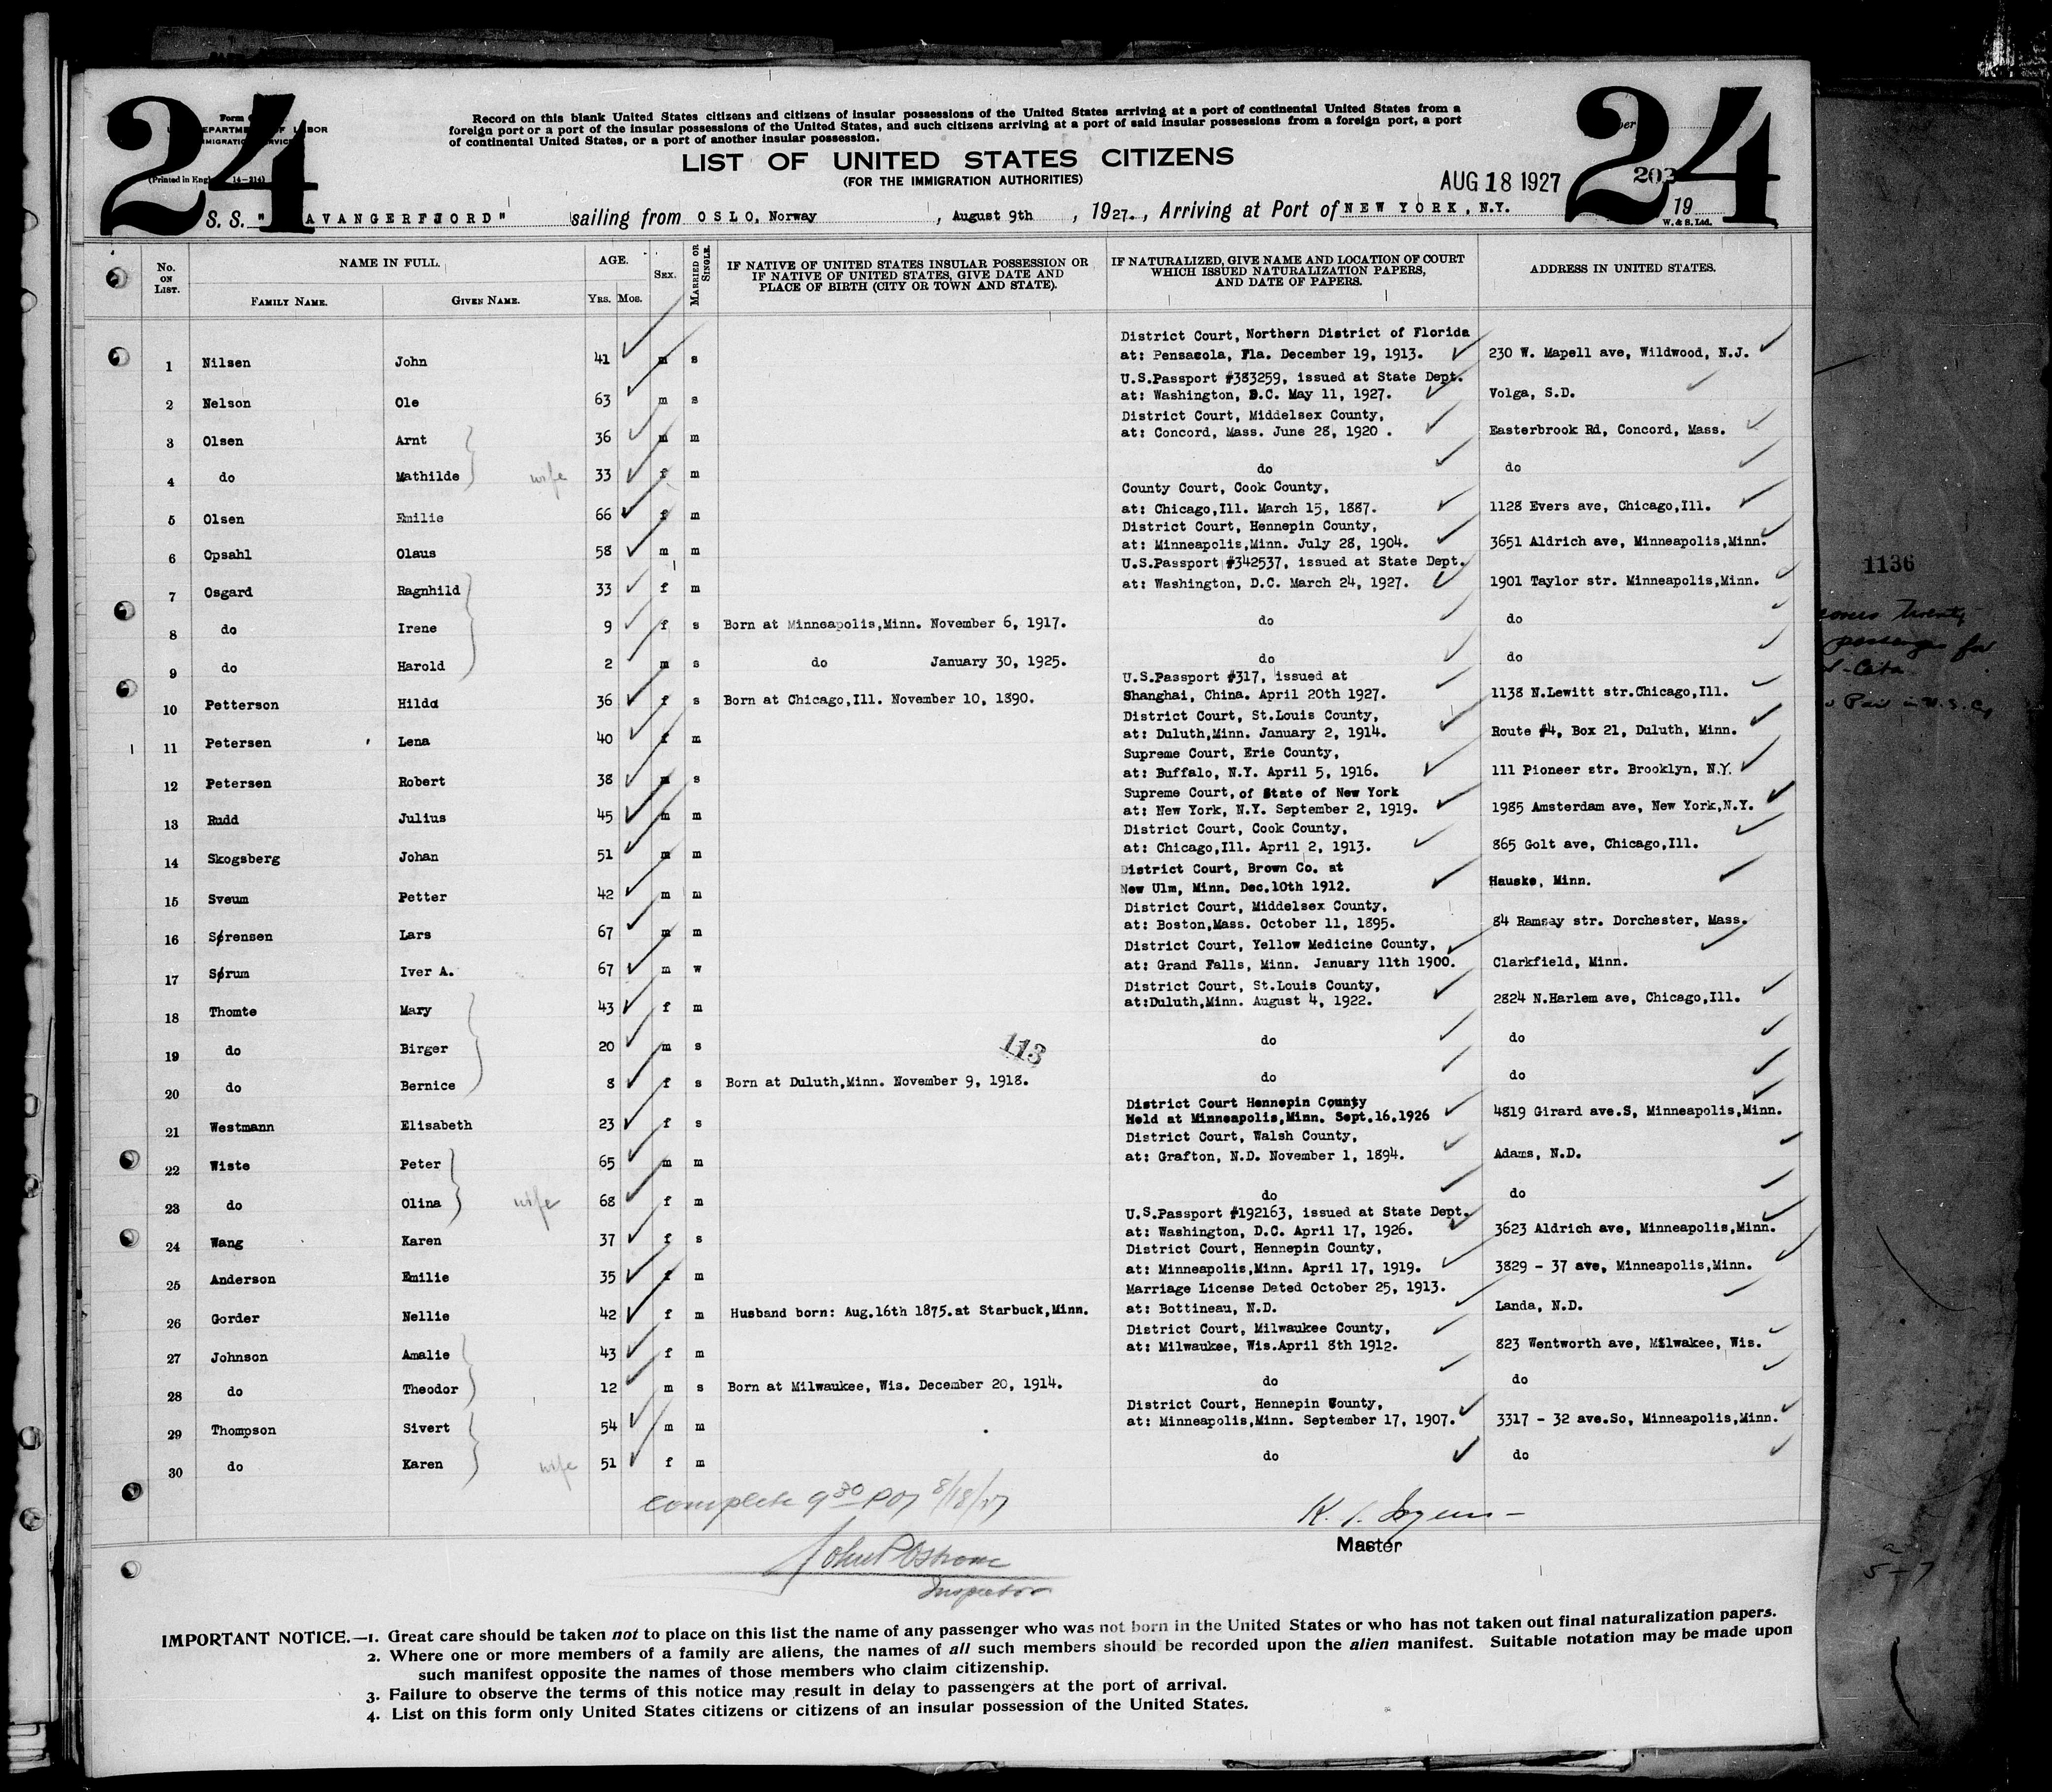 24
24
Record on this blank United States citizens and citizens of insular possessions of the United States arriving at a port of continental United States from a
foreign port or a port of the insular possessions of the United States, and such citizens arriving at a port of said insular possessions from a foreign port, a port
of continental United States, or a port of another insular possession.
LIST OF UNITED STATES CITIZENS
(FOR THE IMMIGRATION AUTHORITIES)
AUG 18 1927
S. S. "AVANGERFJORD" sailing from OSLO, Norway, August 9th, 1927., Arriving at Port of NEW YORK, N.Y. 19
W. & S. Ltd.
No. ON LIST. NAME IN FULL. FAMILY NAME. GIVEN NAME. AGE. YRS. MOS. SEX. MARRIED OR SINGLE. IF NATIVE OF UNITED STATES INSULAR POSSESSION OR IF NATIVE OF UNITED STATES, GIVE DATE AND PLACE OF BIRTH (CITY OR TOWN AND STATE). IF NATURALIZED, GIVE NAME AND LOCATION OF COURT WHICH ISSUED NATURALIZATION PAPERS, AND DATE OF PAPERS. ADDRESS IN UNITED STATES.
District Court, Northern District of Florida
1 Nilsen John 41 m s at: Pensacola, Fla. December 19, 1913. 230 W. Mapell ave, Wildwood, N.J.
U.S.Passport #383259, issued at State Dept.
2 Nelson Ole 63 m s at: Washington, D.C. May 11, 1927. Volga, S.D.
District Court, Middelsex County,
3 Olsen Arnt 36 m m at: Concord, Mass. June 28, 1920 . Easterbrook Rd, Concord, Mass.
4 do Mathilde wife 33 f m do do
County Court, Cook County,
5 Olsen Emilie 66 f m at: Chicago,Ill. March 15, 1887. 1128 Evers ave, Chicago,Ill.
District Court, Hennepin County,
6 Opsahl Olaus 58 m m at: Minneapolis,Minn. July 28, 1904. 3651 Aldrich ave, Minneapolis,Minn.
U.S.Passport #342537, issued at State Dept.
7 Osgard Ragnhild 33 f m at: Washington, D.C. March 24, 1927. 1901 Taylor str. Minneapolis,Minn.
8 do Irene 9 f s Born at Minneapolis,Minn. November 6, 1917. do do
9 do Harold 2 m s do January 30, 1925. do do
U.S.Passport #317, issued at
10 Petterson Hilda 36 f s Born at Chicago,Ill. November 10, 1890. Shanghai, China. April 20th 1927. 1138 N.Lewitt str.Chicago,Ill.
District Court, St.Louis County,
11 Petersen Lena 40 f m at: Duluth,Minn. January 2, 1914. Route #4, Box 21, Duluth, Minn.
Supreme Court, Erie County,
12 Petersen Robert 38 m s at: Buffalo, N.Y. April 5, 1916. 111 Pioneer str. Brooklyn, N.Y.
Supreme Court, of State of New York
13 Rudd Julius 45 m m at: New York, N.Y. September 2, 1919. 1985 Amsterdam ave, New York,N.Y.
District Court, Cook County,
14 Skogsberg Johan 51 m m at: Chicago,Ill. April 2, 1913. 865 Golt ave, Chicago,Ill.
District Court, Brown Co. at
15 Sveum Petter 42 m m New Ulm, Minn. Dec.10th 1912. Hauske, Minn.
District Court, Middelsex County,
16 Sørensen Lars 67 m m at: Boston,Mass. October 11, 1895. 84 Ramsay str. Dorchester, Mass.
District Court, Yellow Medicine County,
17 Sørum Iver A. 67 m w at: Grand Falls, Minn. January 11th 1900. Clarkfield, Minn.
District Court, St.Louis County,
18 Thomte Mary 43 f m at:Duluth,Minn. August 4, 1922. 2824 N.Harlem ave, Chicago,Ill.
113
19 do Birger 20 m s do do
20 do Bernice 8 f s Born at Duluth,Minn. November 9, 1918. do do
District Court Hennepin County
21 Westmann Elisabeth 23 f s Held at Minneapolis,Minn. Sept.16.1926 4819 Girard ave.S, Minneapolis,Minn.
District Court, Walsh County,
22 Wiste Peter 65 m m at: Grafton, N.D. November 1, 1894. Adams, N.D.
23 do Olina wife 68 f m do do
U.S.Passport #192163, issued at State Dept.
24 Wang Karen 37 f s at: Washington, D.C. April 17, 1926. 3623 Aldrich ave, Minneapolis,Minn.
District Court, Hennepin County,
25 Anderson Emilie 35 f m at: Minneapolis,Minn. April 17, 1919. 3829 - 37 ave, Minneapolis,Minn.
Marriage License Dated October 25, 1913.
26 Gorder Nellie 42 f m Husband born: Aug.16th 1875.at Starbuck,Minn. at: Bottineau, N.D. Landa, N.D.
District Court, Milwaukee County,
27 Johnson Amalie 43 f m at: Milwaukee, Wis.April 8th 1912. 823 Wentworth ave, Milwakee, Wis.
28 do Theodor 12 m s Born at Milwaukee, Wis. December 20, 1914. do do
District Court, Hennepin County,
29 Thompson Sivert 54 m m at: Minneapolis,Minn. September 17, 1907. 3317 - 32 ave.So, Minneapolis,Minn.
30 do Karen wife 51 f m do do
complete 9 30 8/18/27
Master
Inspector
IMPORTANT NOTICE.—1. Great care should be taken not to place on this list the name of any passenger who was not born in the United States or who has not taken out final naturalization papers.
2. Where one or more members of a family are aliens, the names of all such members should be recorded upon the alien manifest. Suitable notation may be made upon
such manifest opposite the names of those members who claim citizenship.
3. Failure to observe the terms of this notice may result in delay to passengers at the port of arrival.
4. List on this form only United States citizens or citizens of an insular possession of the United States.
1136